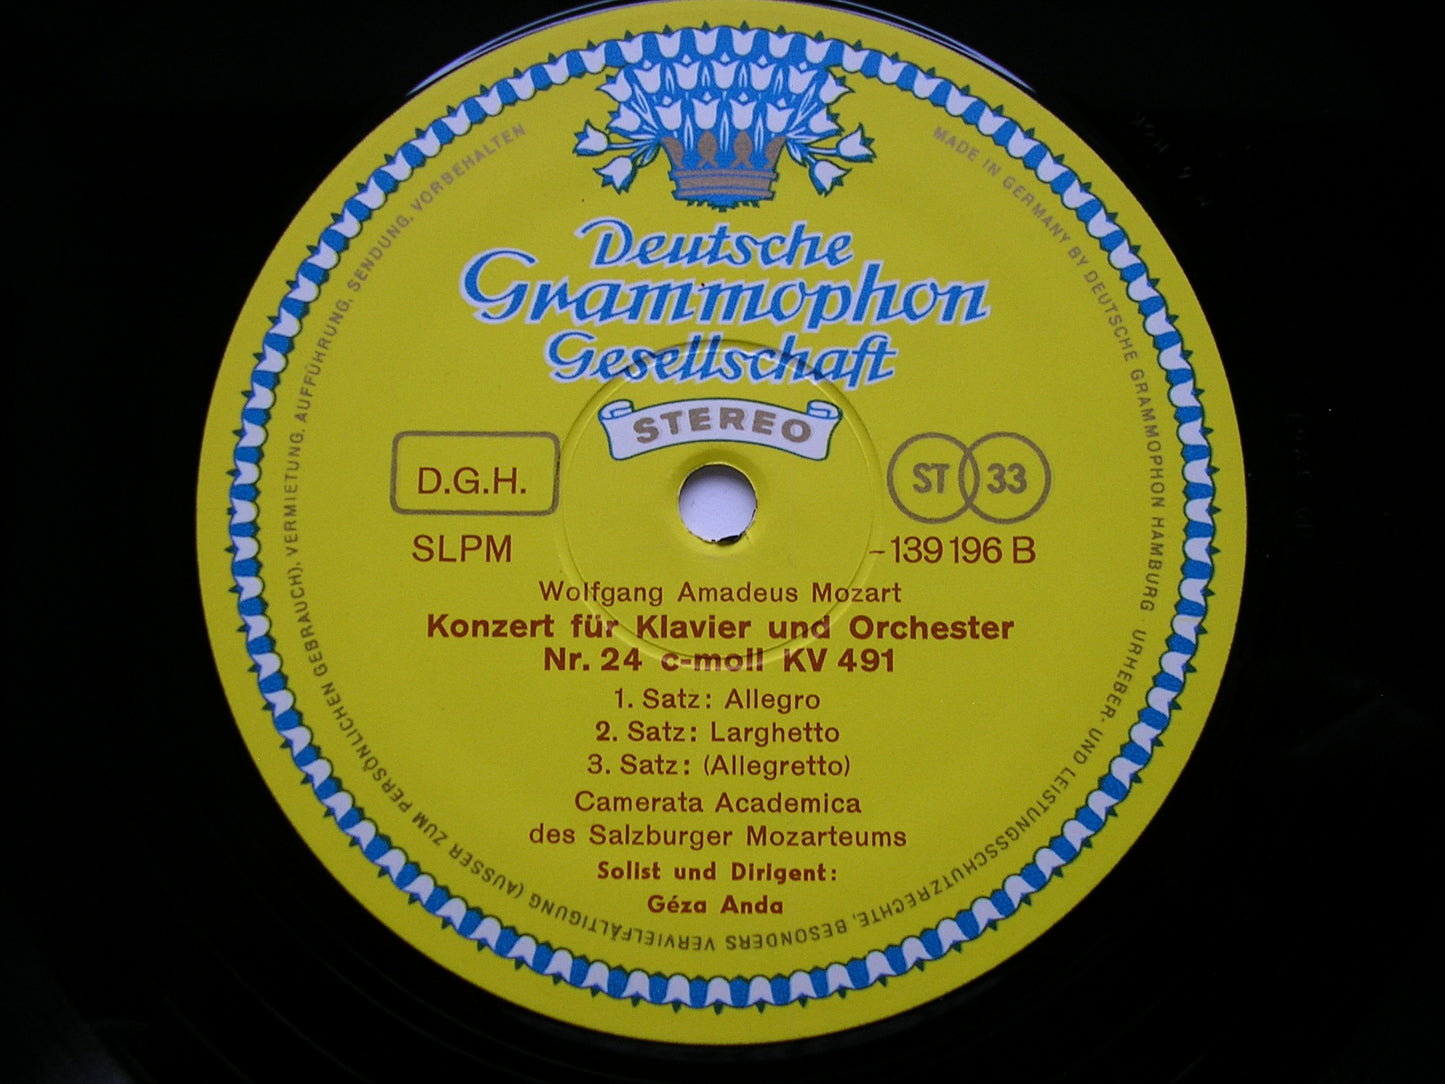 Deutsche
Grammophon
Gesellschaft
STEREO
D.G.H.
ST 33
SLPM
-139 196 B
Wolfgang Amadeus Mozart
Konzert für Klavier und Orchester
Nr. 24 c-moll KV 491
1. Satz: Allegro
2. Satz: Larghetto
3. Satz: (Allegretto)
Camerata Academica
des Salzburger Mozarteums
Solist und Dirigent:
Géza Anda
MADE IN GERMANY BY DEUTSCHE GRAMMOPHON HAMBURG · URHEBER- UND LEISTUNGSSCHUTZRECHTE, BESONDERS VERVIELFÄLTIGUNG (AUSSER ZUM PERSÖNLICHEN GEBRAUCH), VERMIETUNG, AUFFÜHRUNG, SENDUNG, VORBEHALTEN